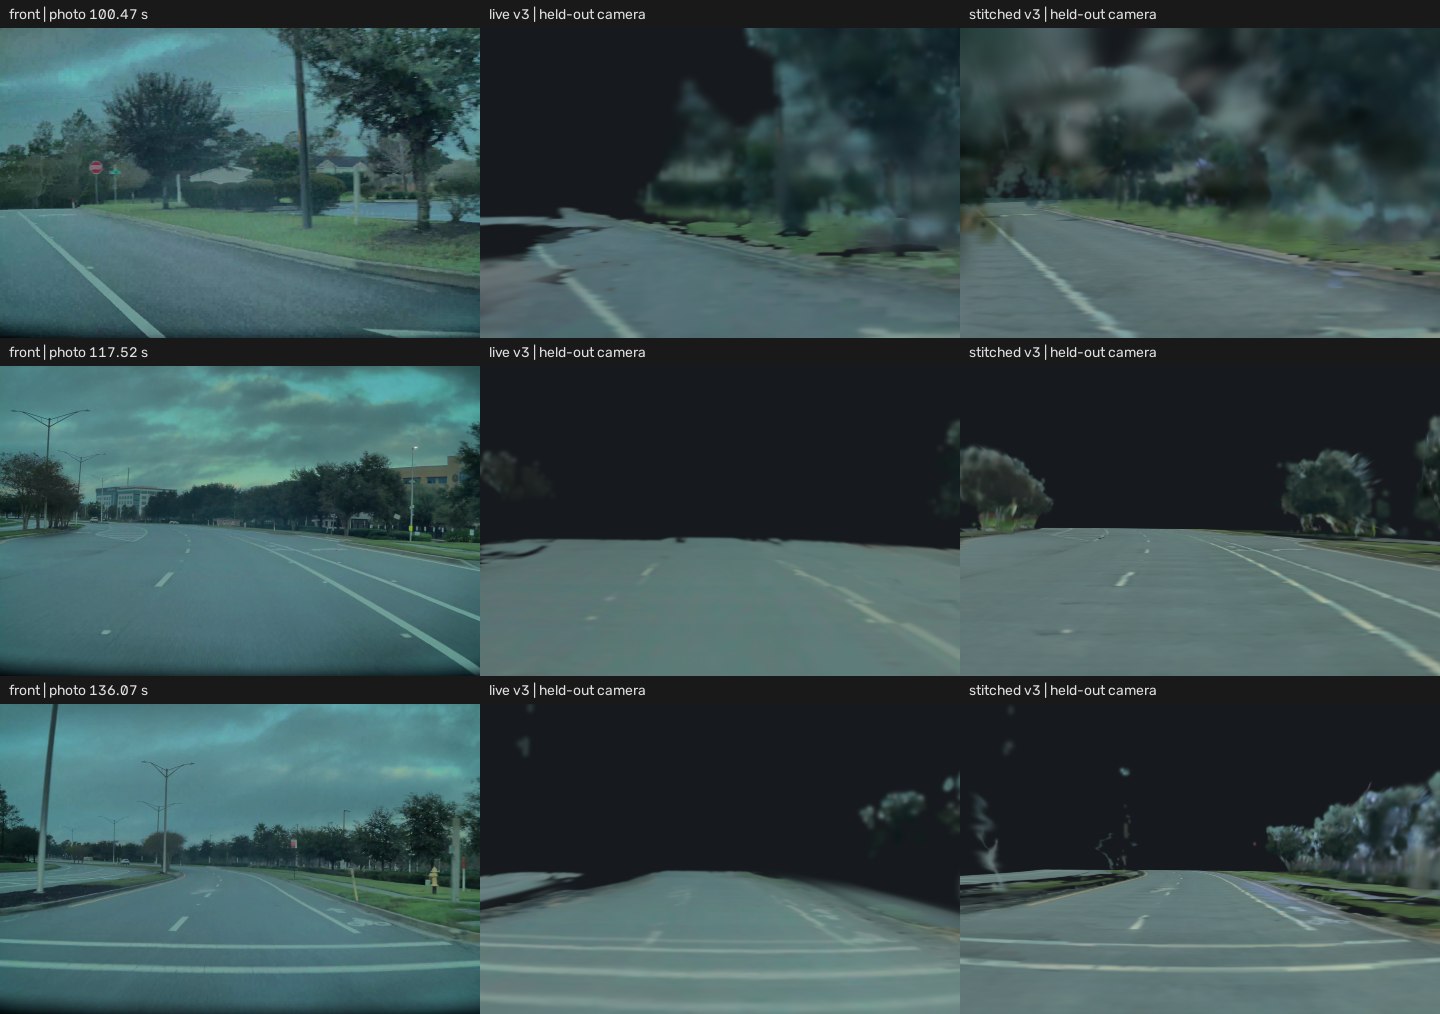 front | photo 100.47 s
live v3 | held-out camera
stitched v3 | held-out camera
front | photo 117.52 s
live v3 | held-out camera
stitched v3 | held-out camera
front | photo 136.07 s
live v3 | held-out camera
stitched v3 | held-out camera